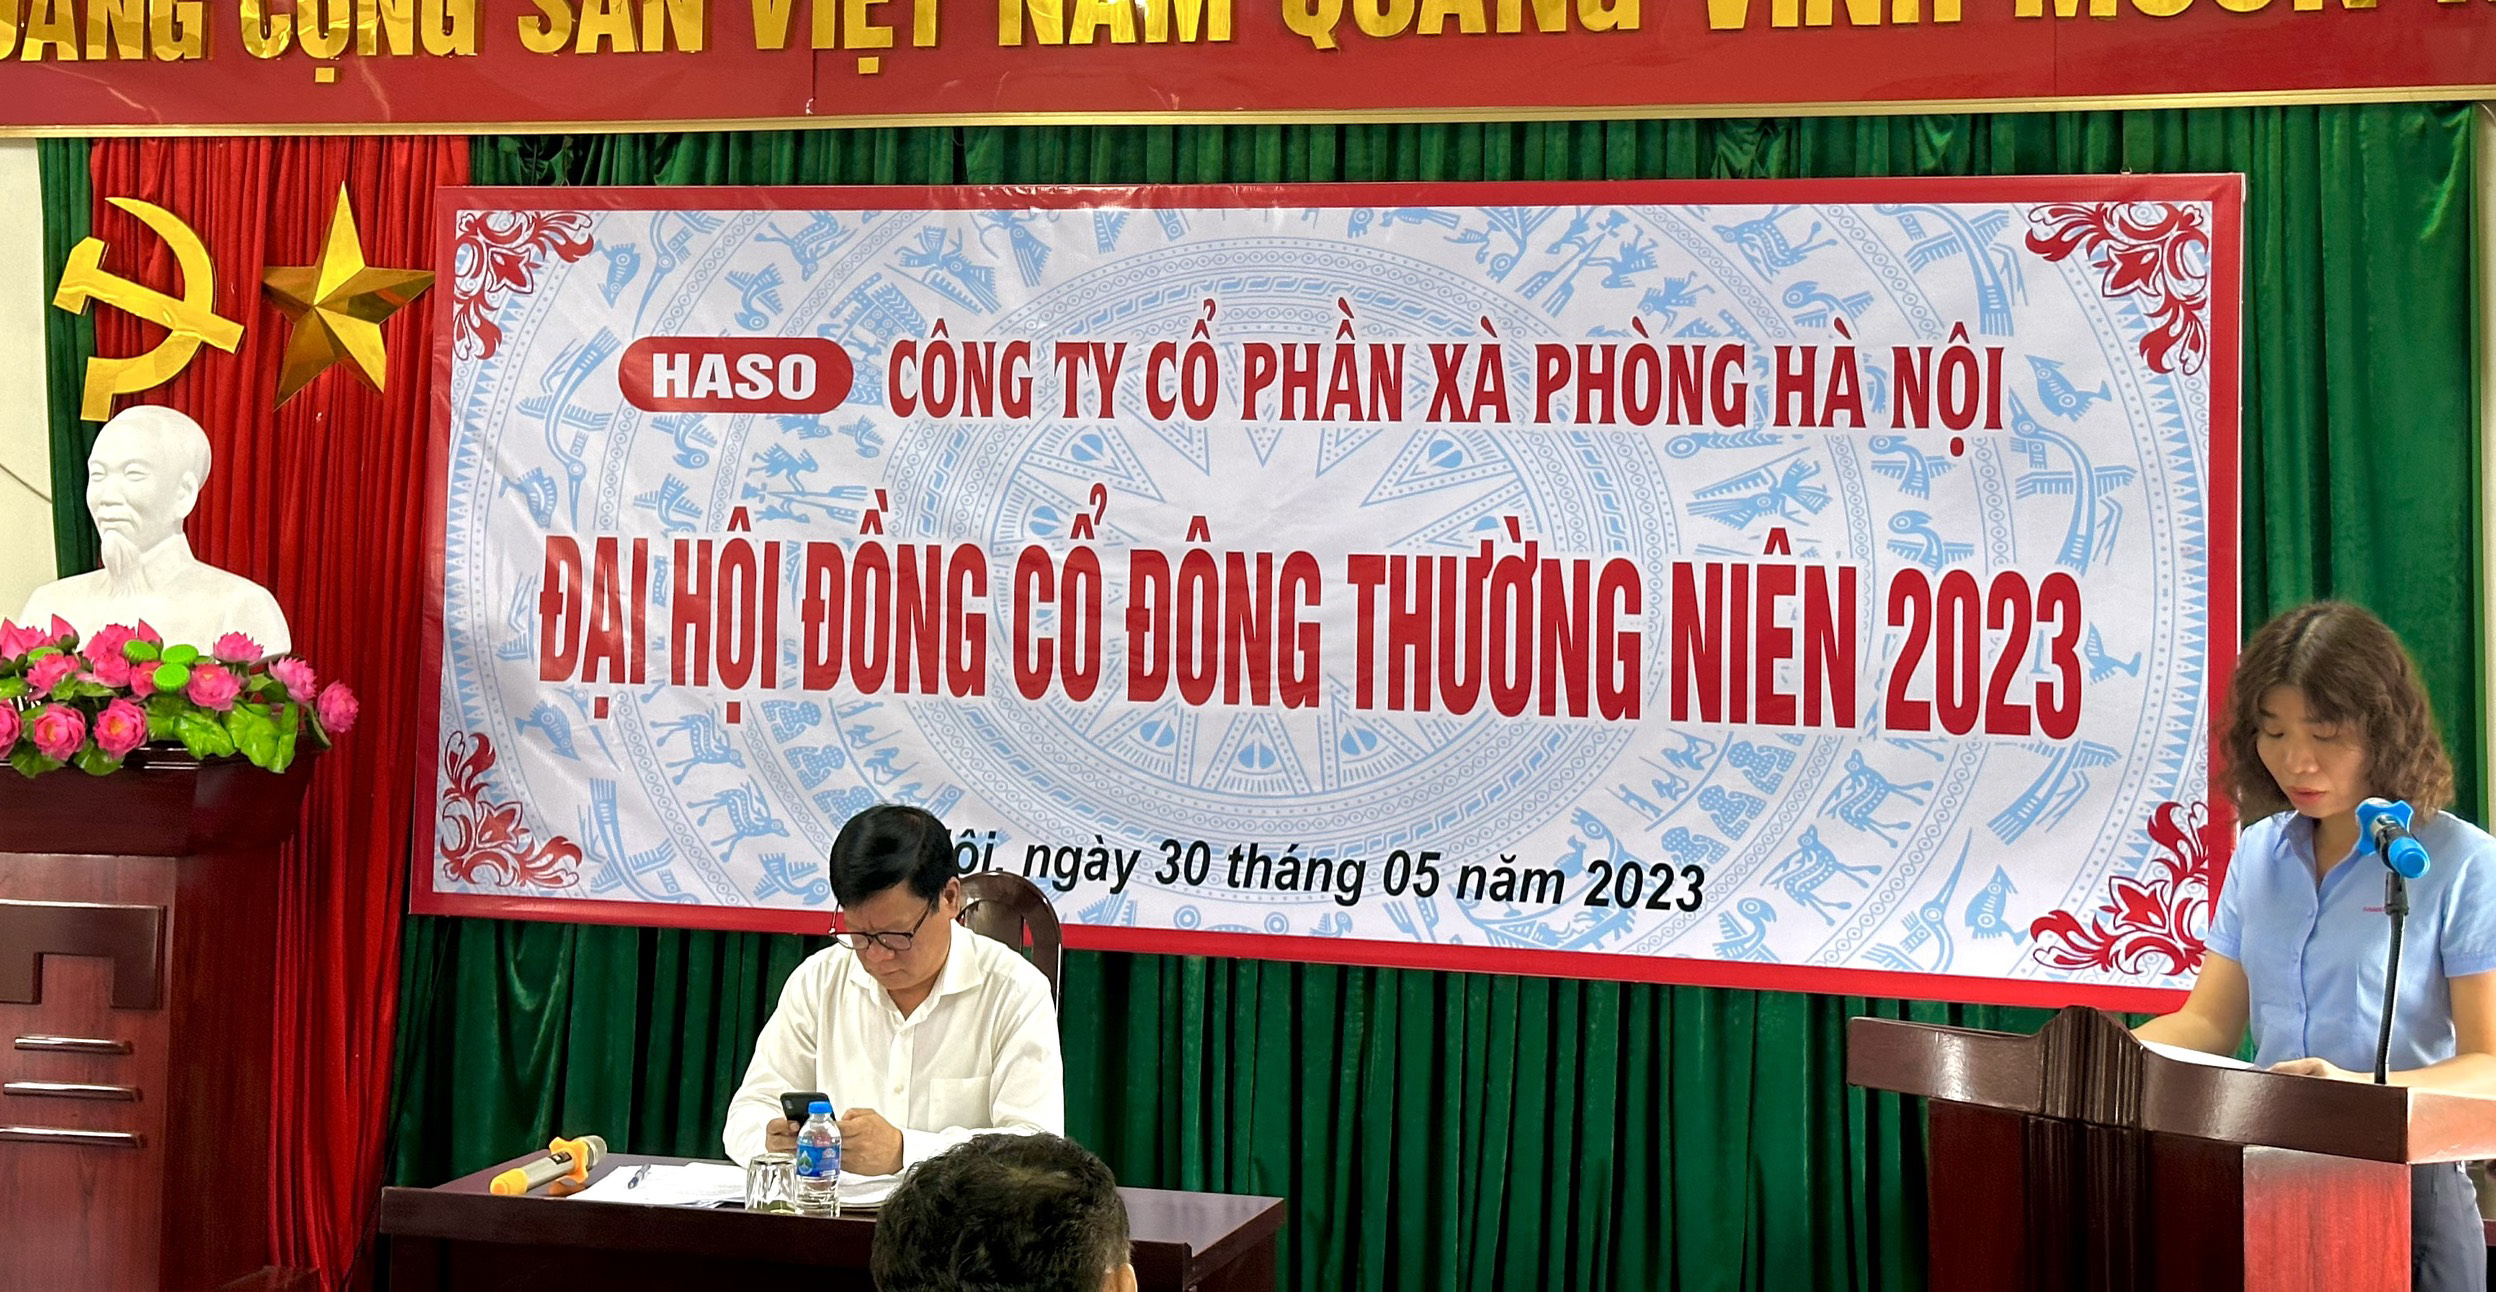 CỘNG SẢN VIỆT NAM QUANG VINH MUÔN
HASO CÔNG TY CỔ PHẦN XÀ PHÒNG HÀ NỘI
ĐẠI HỘI ĐỒNG CỔ ĐÔNG THƯỜNG NIÊN 2023
ngày 30 tháng 05 năm 2023